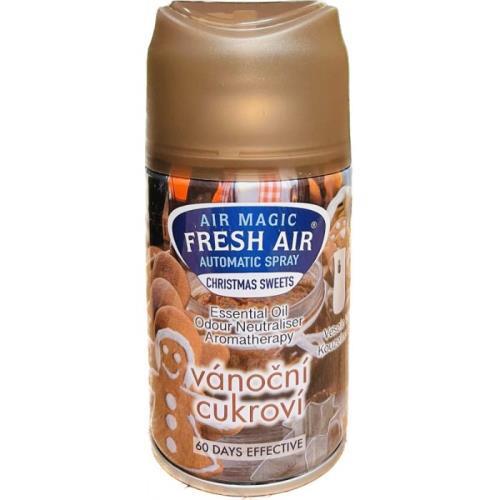 AIR MAGIC
FRESH AIR®
AUTOMATIC SPRAY
CHRISTMAS SWEETS
Essential Oil
Odour Neutraliser
Aromatherapy
vánoční
cukroví
60 DAYS EFFECTIVE